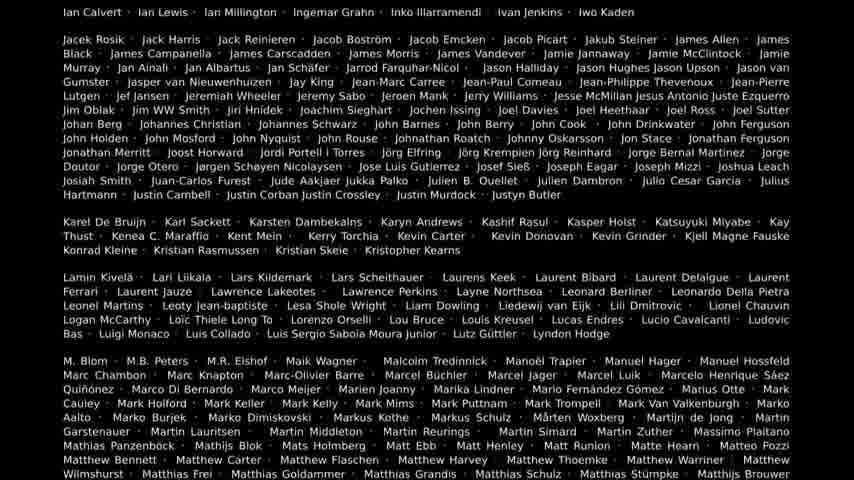 Ian Calvert · Ian Lewis · Ian Millington · Ingemar Grahn · Inko Illarramendi · Ivan Jenkins · Iwo Kaden
Jacek Rosik · Jack Harris · Jack Reinieren · Jacob Boström · Jacob Emcken · Jacob Picart · Jakub Steiner · James Allen · James
Black · James Campanella · James Carscadden · James Morris · James Vandever · Jamie Jannaway · Jamie McClintock · Jamie
Murray · Jan Ainali · Jan Albartus · Jan Schäfer · Jarrod Farquhar-Nicol · Jason Halliday · Jason Hughes Jason Upson · Jason van
Gumster · Jasper van Nieuwenhuizen · Jay King · Jean-Marc Carree · Jean-Paul Comeau · Jean-Philippe Thevenoux · Jean-Pierre
Lutgen · Jef Jansen · Jeremiah Wheeler · Jeremy Sabo · Jeroen Mank · Jerry Williams · Jesse McMillan Jesus Antonio Juste Ezquerro
Jim Oblak · Jim WW Smith · Jiri Hnídek · Joachim Sieghart · Jochen Issing · Joel Davies · Joel Heethaar · Joel Ross · Joel Sutter
Johan Berg · Johannes Christian · Johannes Schwarz · John Barnes · John Berry · John Cook · John Drinkwater · John Ferguson
John Holden · John Mosford · John Nyquist · John Rouse · Johnathan Roatch · Johnny Oskarsson · Jon Stace · Jonathan Ferguson
Jonathan Merritt · Joost Horward · Jordi Portell i Torres · Jörg Elfring · Jörg Krempien Jörg Reinhard · Jorge Bernal Martinez · Jorge
Doutor · Jorge Otero · Jørgen Schøyen Nicolaysen · Jose Luis Gutierrez · Josef Sieß · Joseph Eagar · Joseph Mizzi · Joshua Leach
Josiah Smith · Juan-Carlos Furest · Jude Aakjaer Jukka Palko · Julien B. Ouellet · Julien Dambron · Julio Cesar Garcia · Julius
Hartmann · Justin Cambell · Justin Corban Justin Crossley · Justin Murdock · Justyn Butler
Karel De Bruijn · Karl Sackett · Karsten Dambekalns · Karyn Andrews · Kashif Rasul · Kasper Holst · Katsuyuki Miyabe · Kay
Thust · Kenea C. Maraffio · Kent Mein · Kerry Torchia · Kevin Carter · Kevin Donovan · Kevin Grinder · Kjell Magne Fauske
Konrad Kleine · Kristian Rasmussen · Kristian Skeie · Kristopher Kearns
Lamin Kivelä · Lari Liikala · Lars Kildemark · Lars Scheithauer · Laurens Keek · Laurent Bibard · Laurent Delaigue · Laurent
Ferrari · Laurent Jauze · Lawrence Lakeotes · Lawrence Perkins · Layne Northsea · Leonard Berliner · Leonardo Della Pietra
Leonel Martins · Leoty Jean-baptiste · Lesa Shole Wright · Liam Dowling · Liedewij van Eijk · Lili Dmitrovic · Lionel Chauvin
Logan McCarthy · Loïc Thiele Long To · Lorenzo Orselli · Lou Bruce · Louis Kreusel · Lucas Endres · Lucio Cavalcanti · Ludovic
Bas · Luigi Monaco · Luis Collado · Luis Sergio Saboia Moura Junior · Lutz Güttler · Lyndon Hodge
M. Blom · M.B. Peters · M.R. Elshof · Maik Wagner · Malcolm Tredinnick · Manoël Trapier · Manuel Hager · Manuel Hossfeld
Marc Chambon · Marc Knapton · Marc-Olivier Barre · Marcel Büchler · Marcel Jager · Marcel Luik · Marcelo Henrique Sáez
Quiñónez · Marco Di Bernardo · Marco Meijer · Marien Joanny · Marika Lindner · Mario Fernández Gómez · Marius Otte · Mark
Cauley · Mark Holford · Mark Keller · Mark Kelly · Mark Mims · Mark Puttnam · Mark Trompell · Mark Van Valkenburgh · Marko
Aalto · Marko Burjek · Marko Dimiskovski · Markus Kothe · Markus Schulz · Mårten Woxberg · Martijn de Jong · Martin
Garstenauer · Martin Lauritsen · Martin Middleton · Martin Reurings · Martin Simard · Martin Zuther · Massimo Plaitano
Mathias Panzenböck · Mathijs Blok · Mats Holmberg · Matt Ebb · Matt Henley · Matt Runion · Matte Hearn · Matteo Pozzi
Matthew Bennett · Matthew Carter · Matthew Flaschen · Matthew Harvey · Matthew Thoemke · Matthew Warriner · Matthew
Wilmshurst · Matthias Frei · Matthias Goldammer · Matthias Grandis · Matthias Schulz · Matthias Stümpke · Matthijs Brouwer